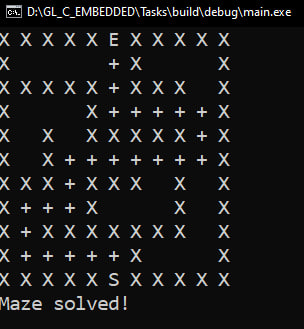 D:\GL_C_EMBEDDED\Tasks\build\debug\main.exe
X X X X X E X X X X X
X         + X       X
X X X X   + X X X   X
X       X + + + + + X
X   X   X X X X X + X
X   X + + + + + + + X
X X X + X X X   X   X
X + + + X       X   X
X + X X X X X X X   X
X + + + + + X       X
X X X X X S X X X X X
Maze solved!